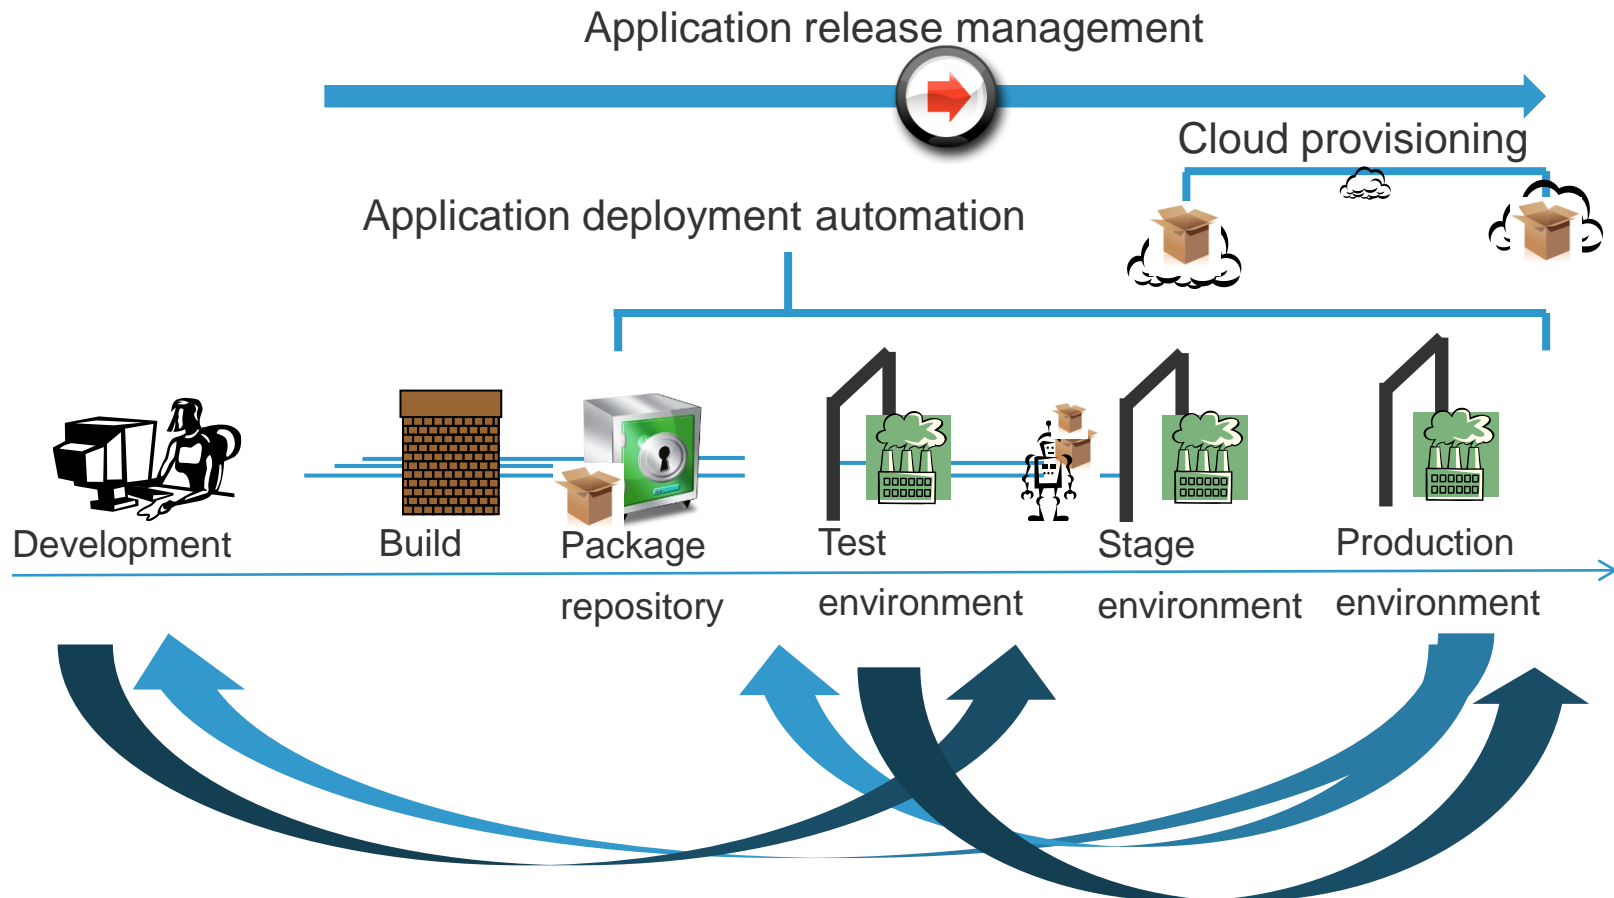 Application release management
Cloud provisioning
Application deployment automation
Development
Build
Package
repository
Test
environment
Stage
environment
Production
environment